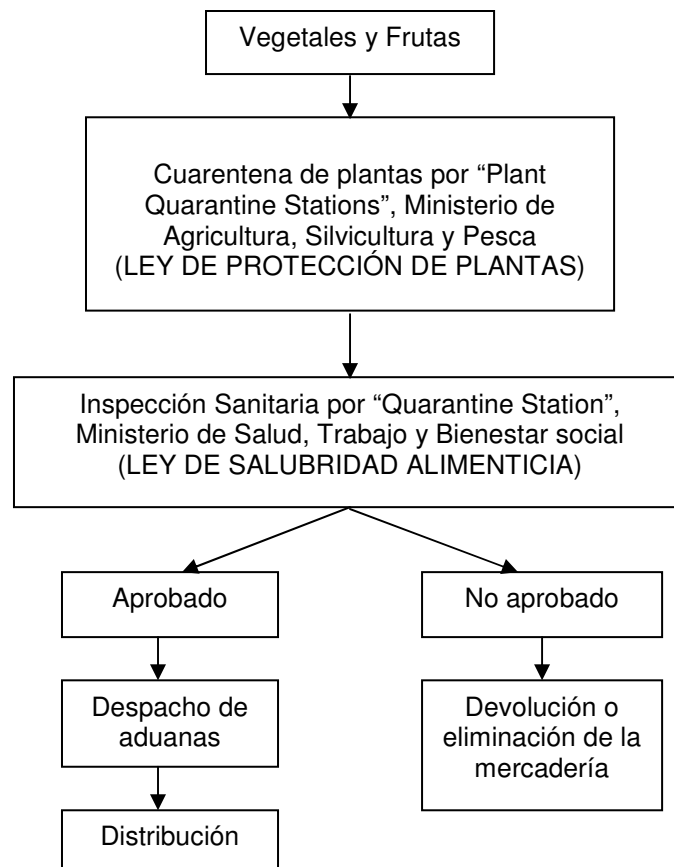 Vegetales y Frutas
Cuarentena de plantas por “Plant
Quarantine Stations”, Ministerio de
Agricultura, Silvicultura y Pesca
(LEY DE PROTECCIÓN DE PLANTAS)
Inspección Sanitaria por “Quarantine Station”,
Ministerio de Salud, Trabajo y Bienestar social
(LEY DE SALUBRIDAD ALIMENTICIA)
Aprobado
No aprobado
Despacho de
aduanas
Devolución o
eliminación de la
mercadería
Distribución